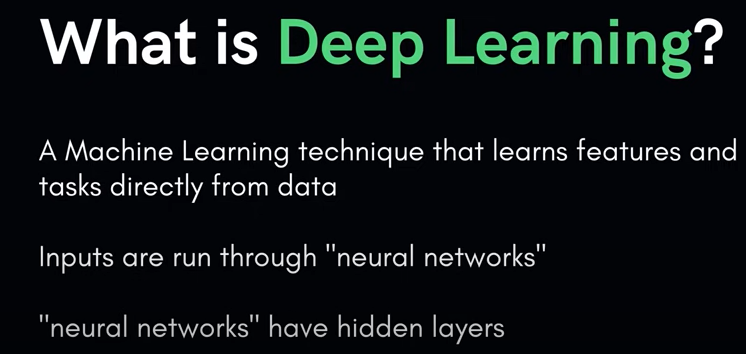 What is Deep Learning?
A Machine Learning technique that learns features and
tasks directly from data
Inputs are run through "neural networks"
"neural networks" have hidden layers